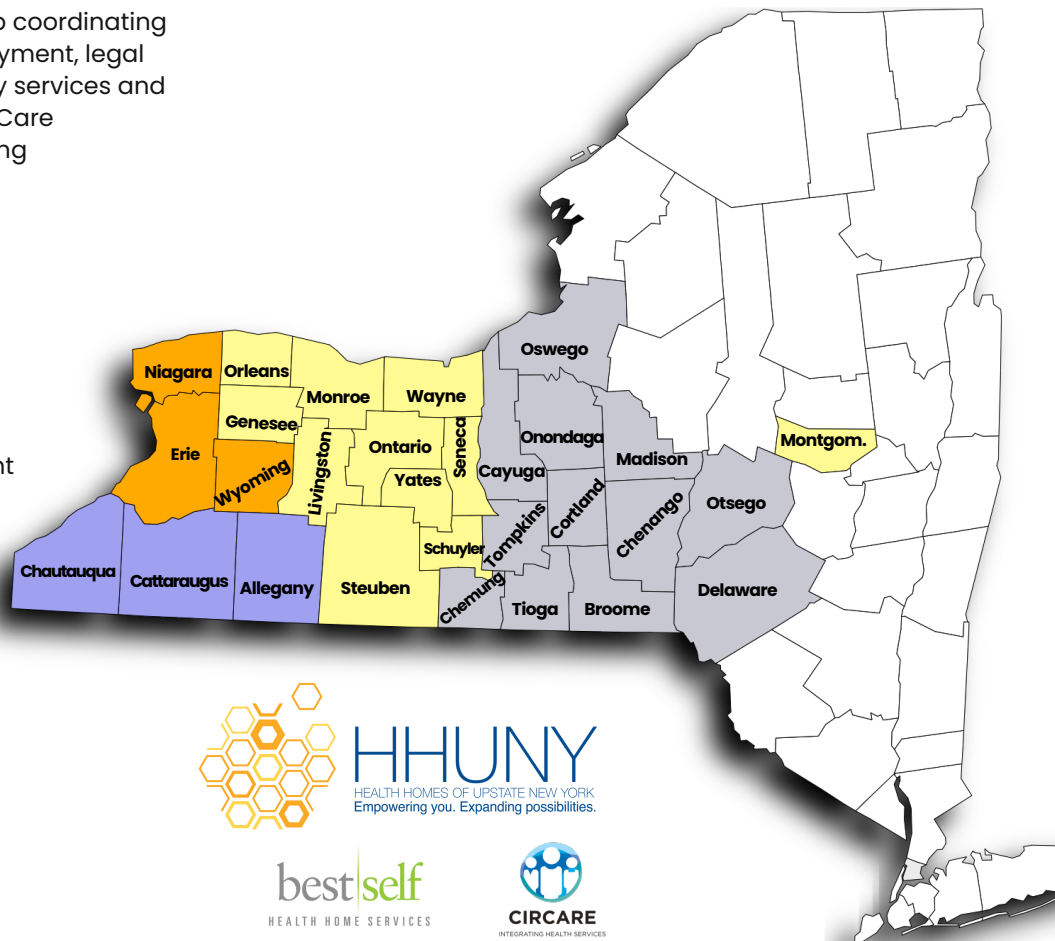 o coordinating
yment, legal
y services and
Care
ng
nt
Niagara
Orleans
Monroe
Wayne
Genesee
Erie
Wyoming
Livingston
Ontario
Yates
Seneca
Schuyler
Steuben
Chautauqua
Cattaraugus
Allegany
Oswego
Onondaga
Cayuga
Madison
Cortland
Tompkins
Chenango
Otsego
Chemung
Tioga
Broome
Delaware
Montgom.
HHUNY
HEALTH HOMES OF UPSTATE NEW YORK
Empowering you. Expanding possibilities.
best|self
HEALTH HOME SERVICES
CIRCARE
INTEGRATING HEALTH SERVICES